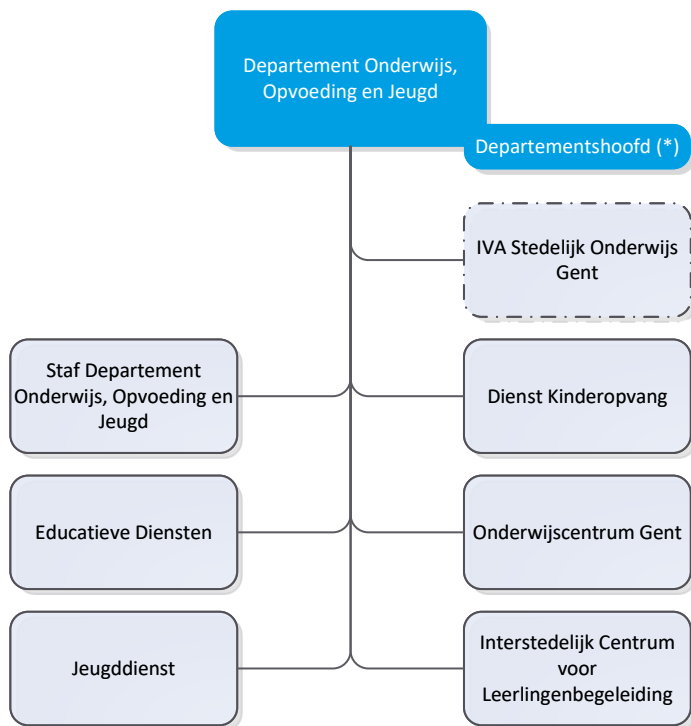 Departement Onderwijs,
Opvoeding en Jeugd
Departementshoofd (*)
IVA Stedelijk Onderwijs
Gent
Staf Departement
Onderwijs, Opvoeding en
Jeugd
Dienst Kinderopvang
Educatieve Diensten
Onderwijscentrum Gent
Jeugddienst
Interstedelijk Centrum
voor
Leerlingenbegeleiding